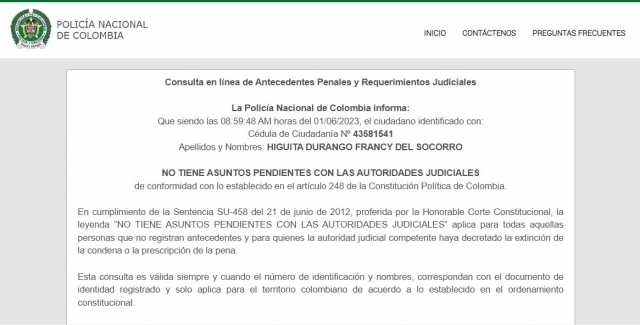 POLICÍA NACIONAL
DE COLOMBIA
INICIO CONTÁCTENOS PREGUNTAS FRECUENTES
Consulta en línea de Antecedentes Penales y Requerimientos Judiciales
La Policía Nacional de Colombia informa:
Que siendo las 08:59:48 AM horas del 01/06/2023, el ciudadano identificado con:
Cédula de Ciudadanía Nº 43581541
Apellidos y Nombres: HIGUITA DURANGO FRANCY DEL SOCORRO
NO TIENE ASUNTOS PENDIENTES CON LAS AUTORIDADES JUDICIALES
de conformidad con lo establecido en el artículo 248 de la Constitución Política de Colombia.
En cumplimiento de la Sentencia SU-458 del 21 de junio de 2012, proferida por la Honorable Corte Constitucional, la
leyenda "NO TIENE ASUNTOS PENDIENTES CON LAS AUTORIDADES JUDICIALES" aplica para todas aquellas
personas que no registran antecedentes y para quienes la autoridad judicial competente haya decretado la extinción de
la condena o la prescripción de la pena.
Esta consulta es válida siempre y cuando el número de identificación y nombres, correspondan con el documento de
identidad registrado y solo aplica para el territorio colombiano de acuerdo a lo establecido en el ordenamiento
constitucional.